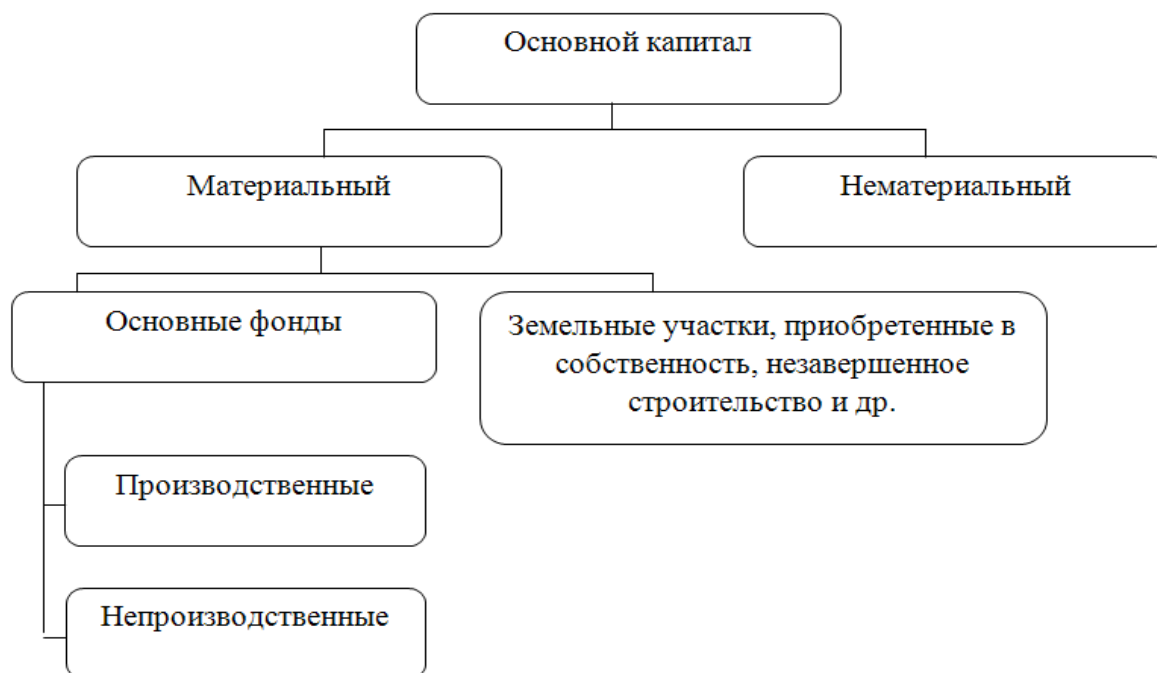 Основной капитал
Материальный
Нематериальный
Основные фонды
Земельные участки, приобретенные в
собственность, незавершенное
строительство и др.
Производственные
Непроизводственные